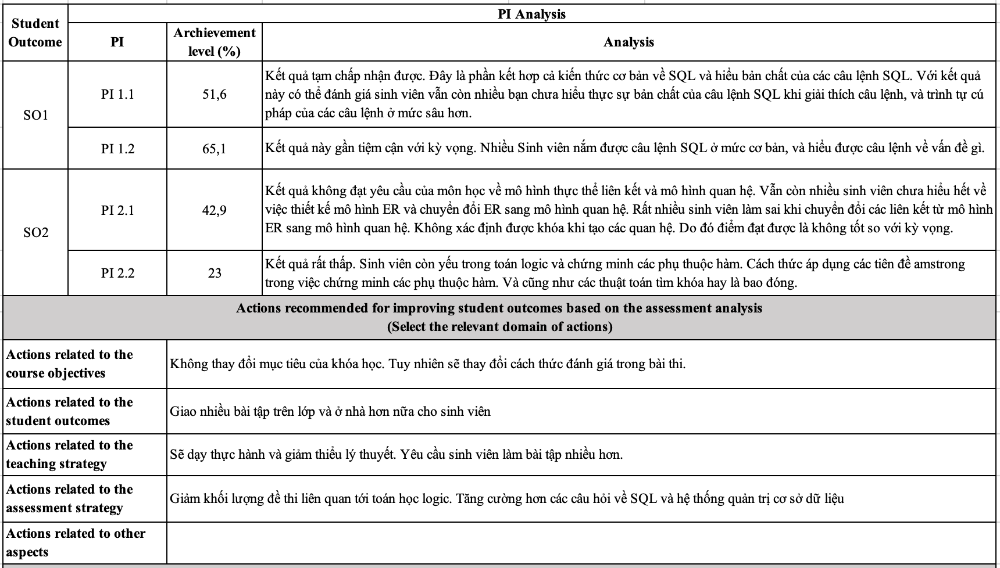 PI Analysis
Student
Outcome
PI
Archievement
level (%)
Analysis
SO1
PI 1.1
51,6
Kết quả tạm chấp nhận được. Đây là phần kết hơp cả kiến thức cơ bản về SQL và hiểu bản chất của các câu lệnh SQL. Với kết quả
này có thể đánh giá sinh viên vẫn còn nhiều bạn chưa hiểu thực sự bản chất của câu lệnh SQL khi giải thích câu lệnh, và trình tự cú
pháp của các câu lệnh ở mức sâu hơn.
PI 1.2
65,1
Kết quả này gần tiệm cận với kỳ vọng. Nhiều Sinh viên nắm được câu lệnh SQL ở mức cơ bản, và hiểu được câu lệnh về vấn đề gì.
SO2
PI 2.1
42,9
Kết quả không đạt yêu cầu của môn học về mô hình thực thể liên kết và mô hình quan hệ. Vẫn còn nhiều sinh viên chưa hiểu hết về
việc thiết kế mô hình ER và chuyển đổi ER sang mô hình quan hệ. Rất nhiều sinh viên làm sai khi chuyển đổi các liên kết từ mô hình
ER sang mô hình quan hệ. Không xác định được khóa khi tạo các quan hệ. Do đó điểm đạt được là không tốt so với kỳ vọng.
PI 2.2
23
Kết quả rất thấp. Sinh viên còn yếu trong toán logic và chứng minh các phụ thuộc hàm. Cách thức áp dụng các tiên đề amstrong
trong việc chứng minh các phụ thuộc hàm. Và cũng như các thuật toán tìm khóa hay là bao đóng.
Actions recommended for improving student outcomes based on the assessment analysis
(Select the relevant domain of actions)
Actions related to the
course objectives
Không thay đổi mục tiêu của khóa học. Tuy nhiên sẽ thay đổi cách thức đánh giá trong bài thi.
Actions related to the
student outcomes
Giao nhiều bài tập trên lớp và ở nhà hơn nữa cho sinh viên
Actions related to the
teaching strategy
Sẽ dạy thực hành và giảm thiểu lý thuyết. Yêu cầu sinh viên làm bài tập nhiều hơn.
Actions related to the
assessment strategy
Giảm khối lượng đề thi liên quan tới toán học logic. Tăng cường hơn các câu hỏi về SQL và hệ thống quản trị cơ sở dữ liệu
Actions related to other
aspects